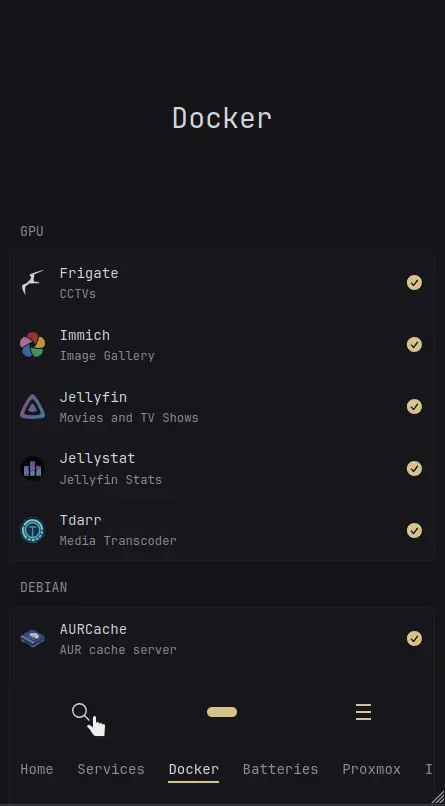 Docker
GPU
Frigate
CCTVs
Immich
Image Gallery
Jellyfin
Movies and TV Shows
Jellystat
Jellyfin Stats
Tdarr
Media Transcoder
DEBIAN
AURCache
AUR cache server
Home Services Docker Batteries Proxmox